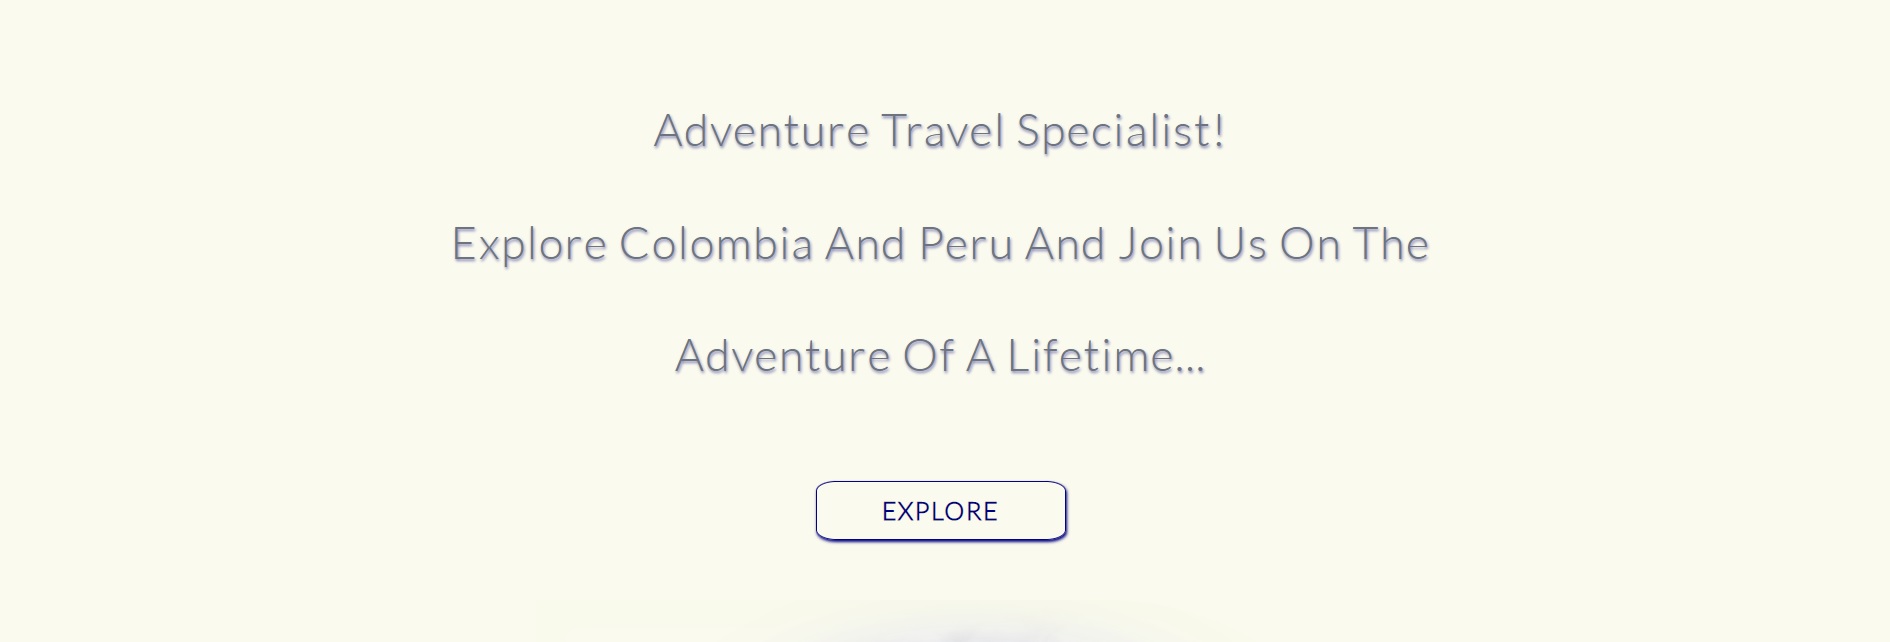 Adventure Travel Specialist!
Explore Colombia And Peru And Join Us On The
Adventure Of A Lifetime...
EXPLORE